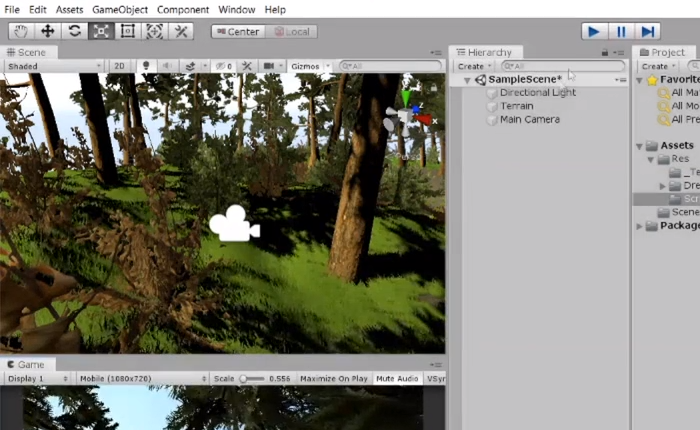 File Edit Assets GameObject Component Window Help
Center Local
Scene
Hierarchy
Project
Shaded 2D 0 Gizmos All
Create All
Create
SampleScene*
Directional Light
Terrain
Main Camera
Favorite
All Ma
All Mo
All Pre
Assets
Res
_Te
Dre
Scr
Scene
Package
Persp
Game
Display 1 Mobile (1080x720) Scale 0.556 Maximize On Play Mute Audio VSyn